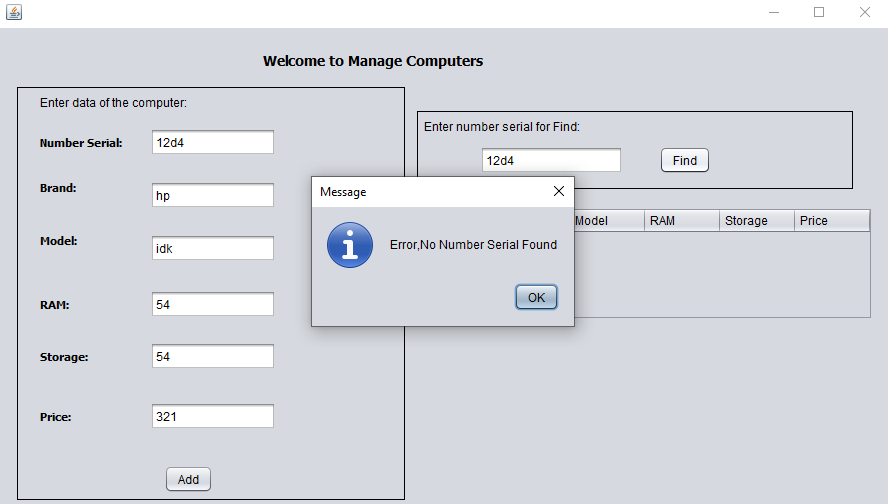 Welcome to Manage Computers
Enter data of the computer:
Number Serial: 12d4
Brand: hp
Model: idk
RAM: 54
Storage: 54
Price: 321
Add
Enter number serial for Find:
12d4 Find
Message
Error,No Number Serial Found
OK
Model RAM Storage Price